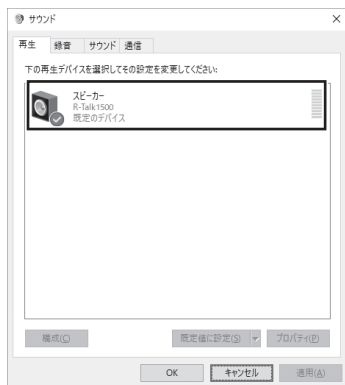 サウンド
再生 録音 サウンド 通信
下の再生デバイスを選択してその設定を変更してください:
スピーカー
R-Talk1500
既定のデバイス
構成(C) 既定値に設定(S) プロパティ(P)
OK キャンセル 適用(A)